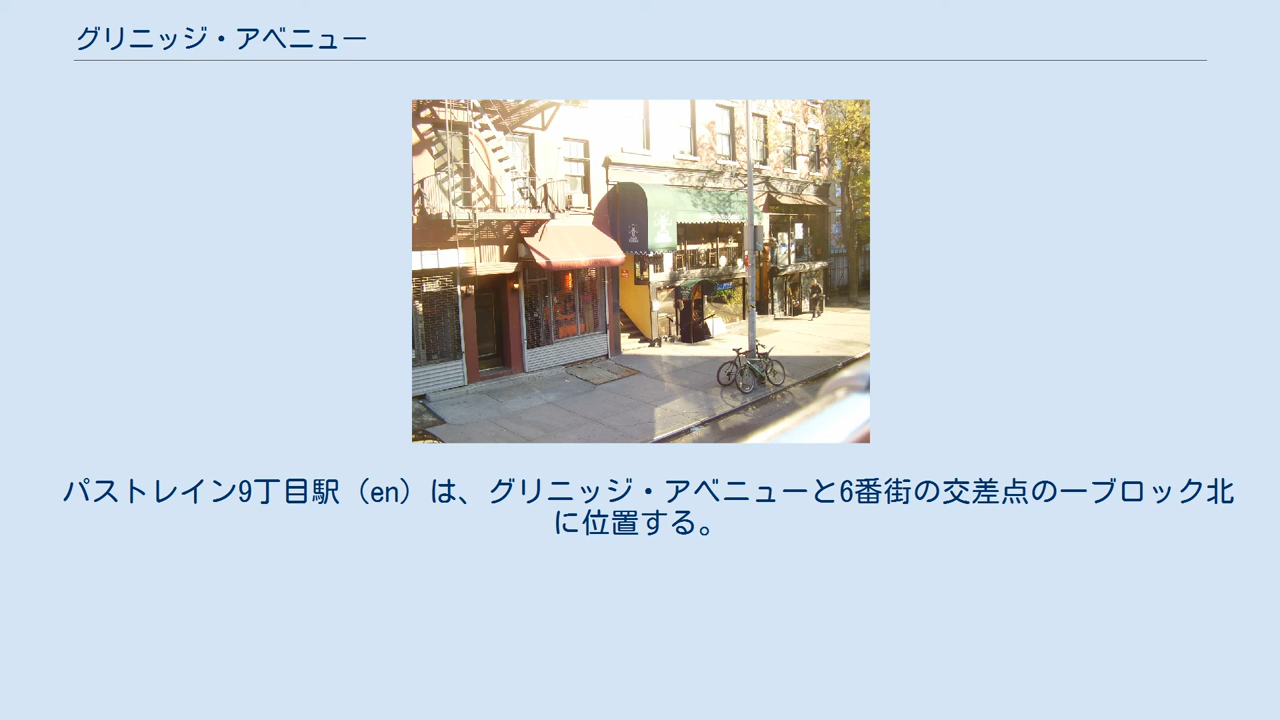 グリニッジ・アベニュー
パストレイン9丁目駅（en）は、グリニッジ・アベニューと6番街の交差点の一ブロック北
に位置する。